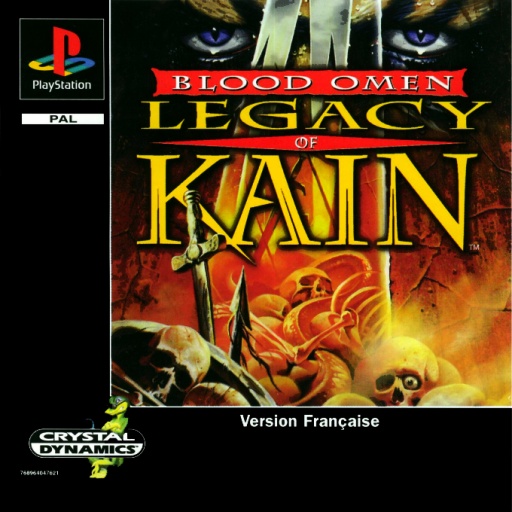 PlayStation
PAL
BLOOD OMEN
LEGACY
OF
KAIN
TM
Version Française
CRYSTAL
DYNAMICS